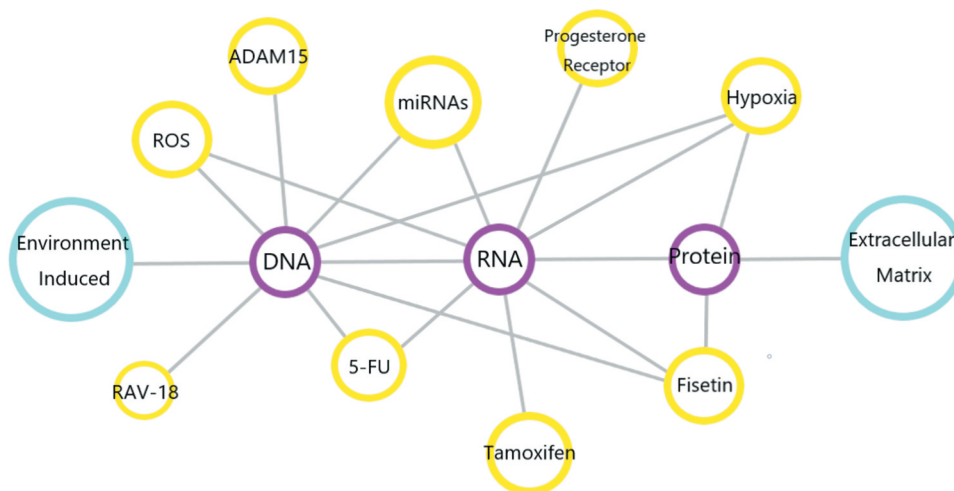 Progesterone
Receptor
ADAM15
miRNAs
Hypoxia
ROS
Environment
Induced
DNA
RNA
Protein
Extracellular
Matrix
RAV-18
5-FU
Fisetin
Tamoxifen